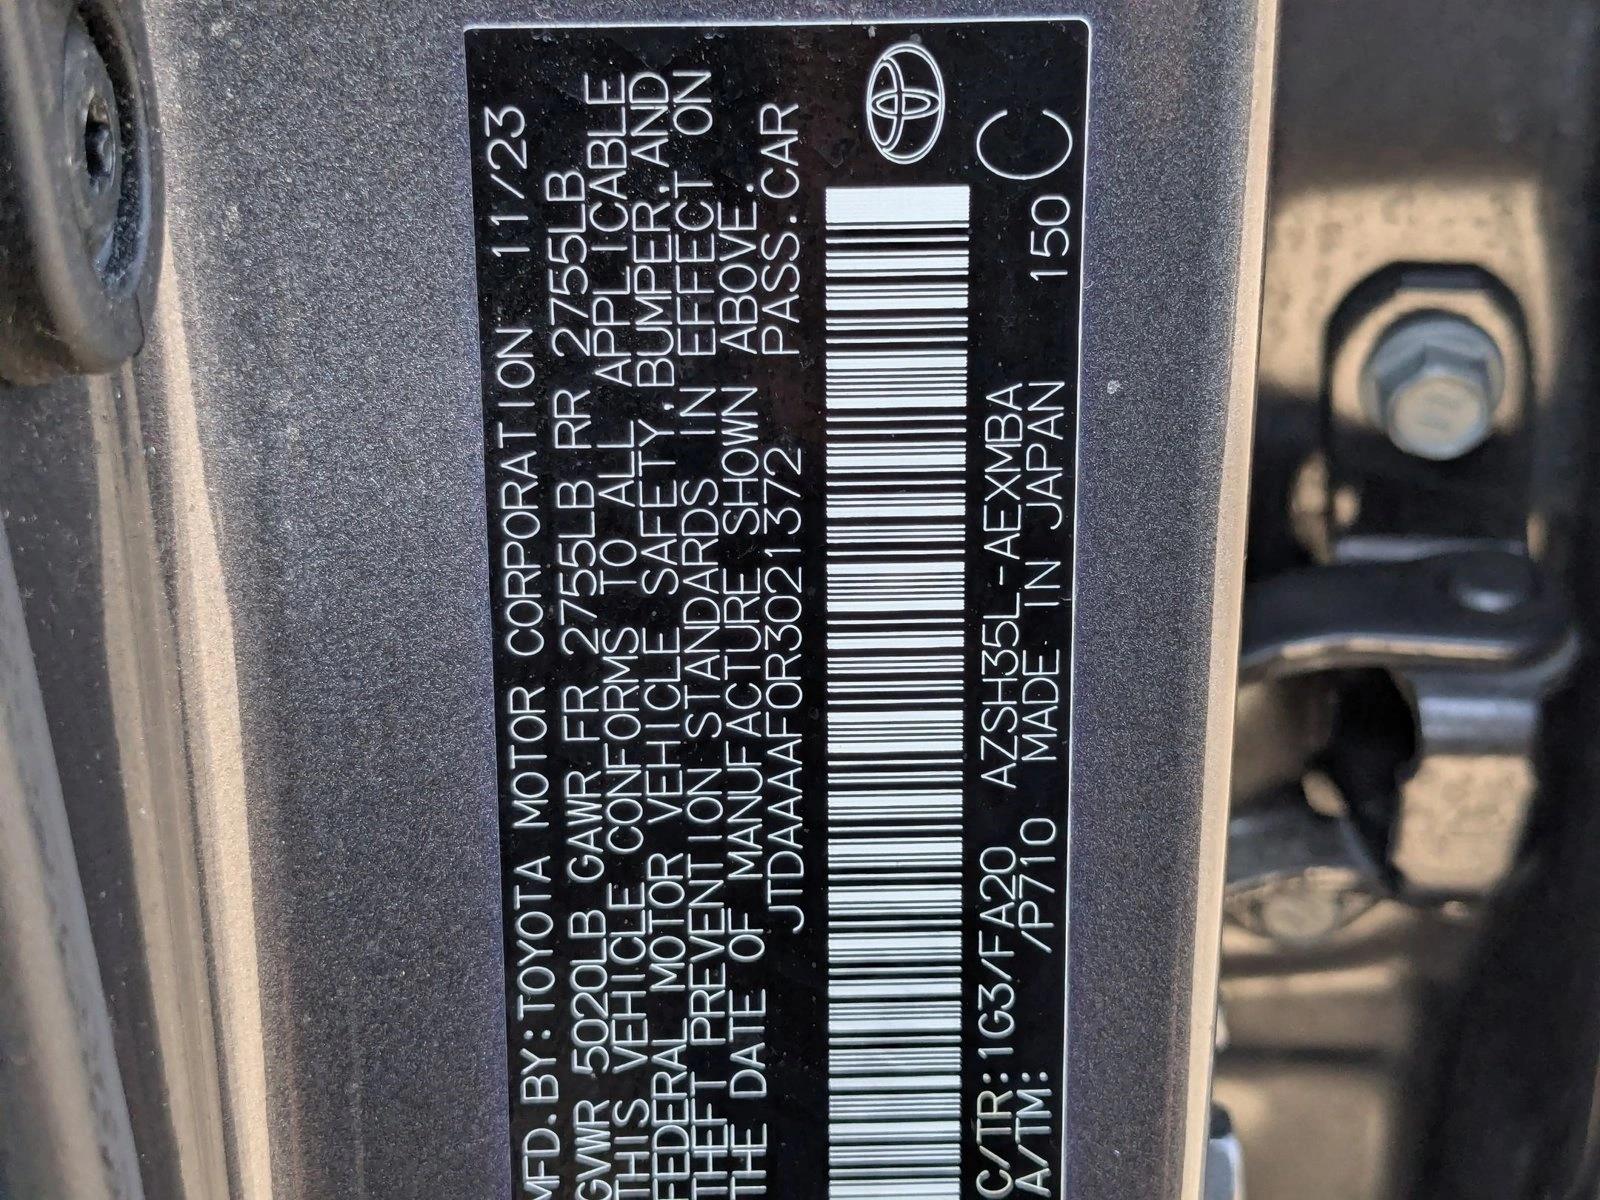 MFD.BY:TOYOTA MOTOR CORPORATION 11/23
GVWR 5020LB GAWR FR 2755LB RR 2755LB
THIS VEHICLE CONFORMS TO ALL APPLICABLE
FEDERAL MOTOR VEHICLE SAFETY,BUMPER,AND
THEFT PREVENTION STANDARDS IN EFFECT ON
THE DATE OF MANUFACTURE SHOWN ABOVE.
JTDAAAAF0R3021372 PASS.CAR
C/TR:1G3/FA20 AZSH35L-AEXMBA 150 C
A/TM: /P710 MADE IN JAPAN